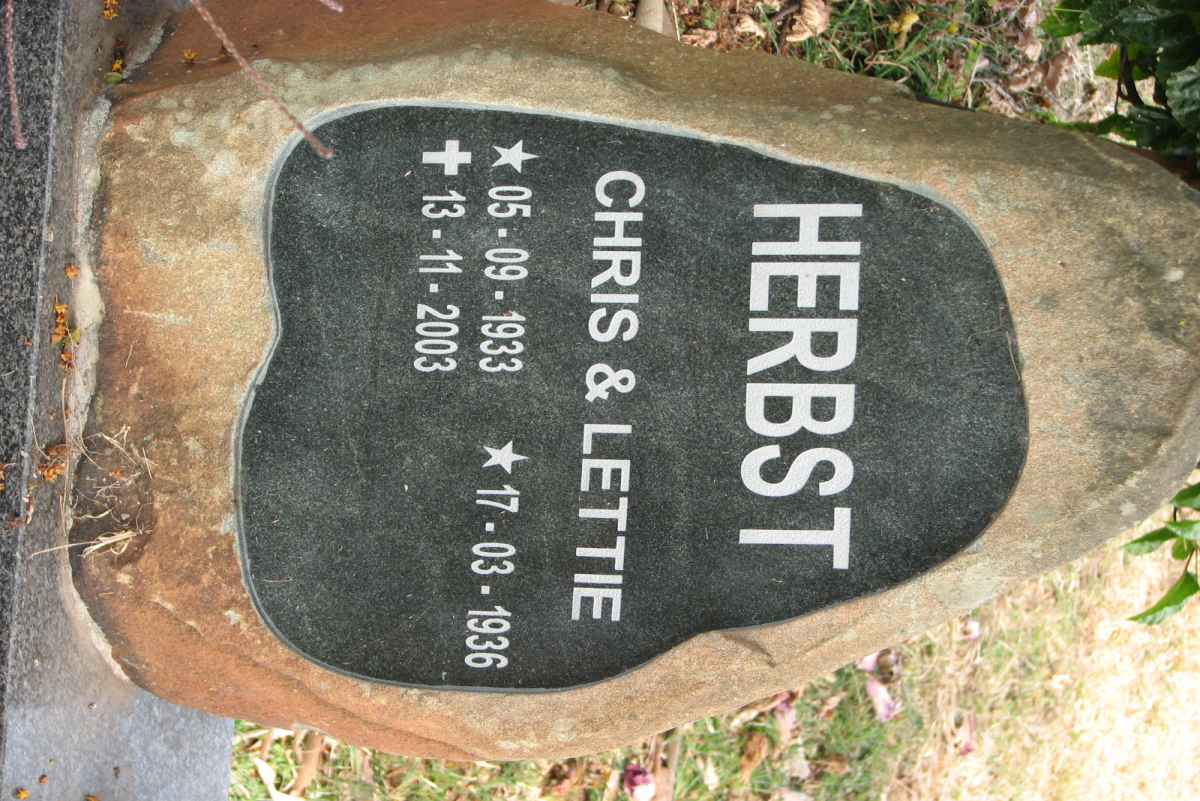 HERBST
CHRIS & LETTIE
★ 05 - 09 - 1933 ★ 17 - 03 - 1936
✚ 13 - 11 - 2003